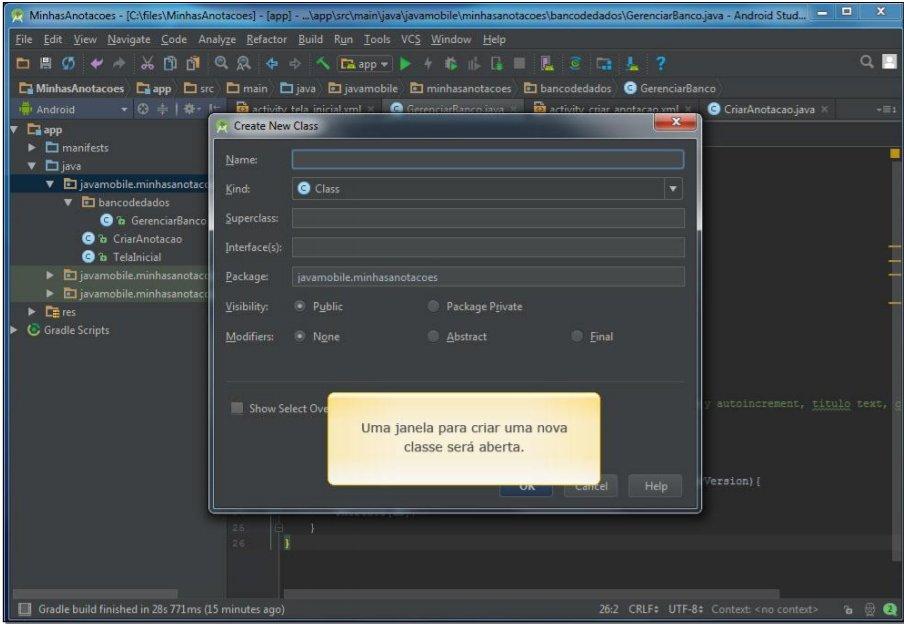 MinhasAnotacoes - [C:\files\MinhasAnotacoes] - [app] - ...\app\src\main\java\javamobile\minhasanotacoes\bancodedados\GerenciarBanco.java - Android Stud...
File Edit View Navigate Code Analyze Refactor Build Run Tools VCS Window Help
app
MinhasAnotacoes app src main java javamobile minhasanotacoes bancodedados GerenciarBanco
Android activity_tela_inicial.xml GerenciarBanco.java activity_criar_anotacao.xml CriarAnotacao.java
app
manifests
java
javamobile.minhasanotaco
bancodedados
GerenciarBanco
CriarAnotacao
TelaInicial
javamobile.minhasanotaco
javamobile.minhasanotaco
res
Gradle Scripts
Create New Class
Name:
Kind: Class
Superclass:
Interface(s):
Package: javamobile.minhasanotacoes
Visibility: Public Package Private
Modifiers: None Abstract Final
Show Select Ove
y autoincrement, titulo text, c
Uma janela para criar uma nova
classe será aberta.
OK Cancel Help
Version){
25 }
26 }
Gradle build finished in 28s 771ms (15 minutes ago) 26:2 CRLF UTF-8 Context: <no context> 2